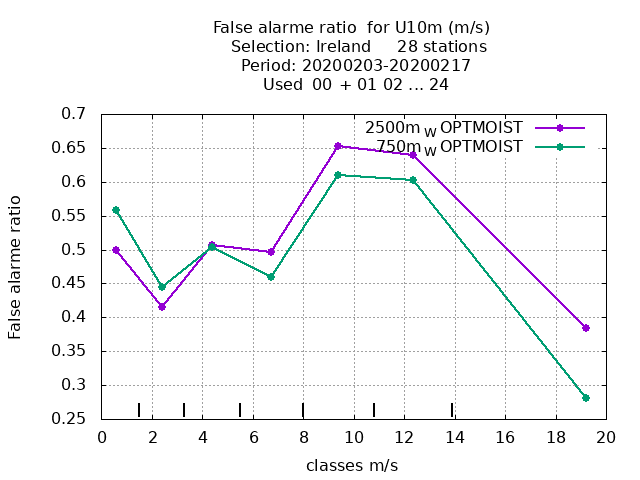 False alarme ratio  for U10m (m/s)
Selection: Ireland     28 stations
Period: 20200203-20200217
Used  00 + 01 02 ... 24
0.7
0.65
0.6
0.55
0.5
0.45
0.4
0.35
0.3
0.25
False alarme ratio
2500m W OPTMOIST
750m W OPTMOIST
0 2 4 6 8 10 12 14 16 18 20
classes m/s